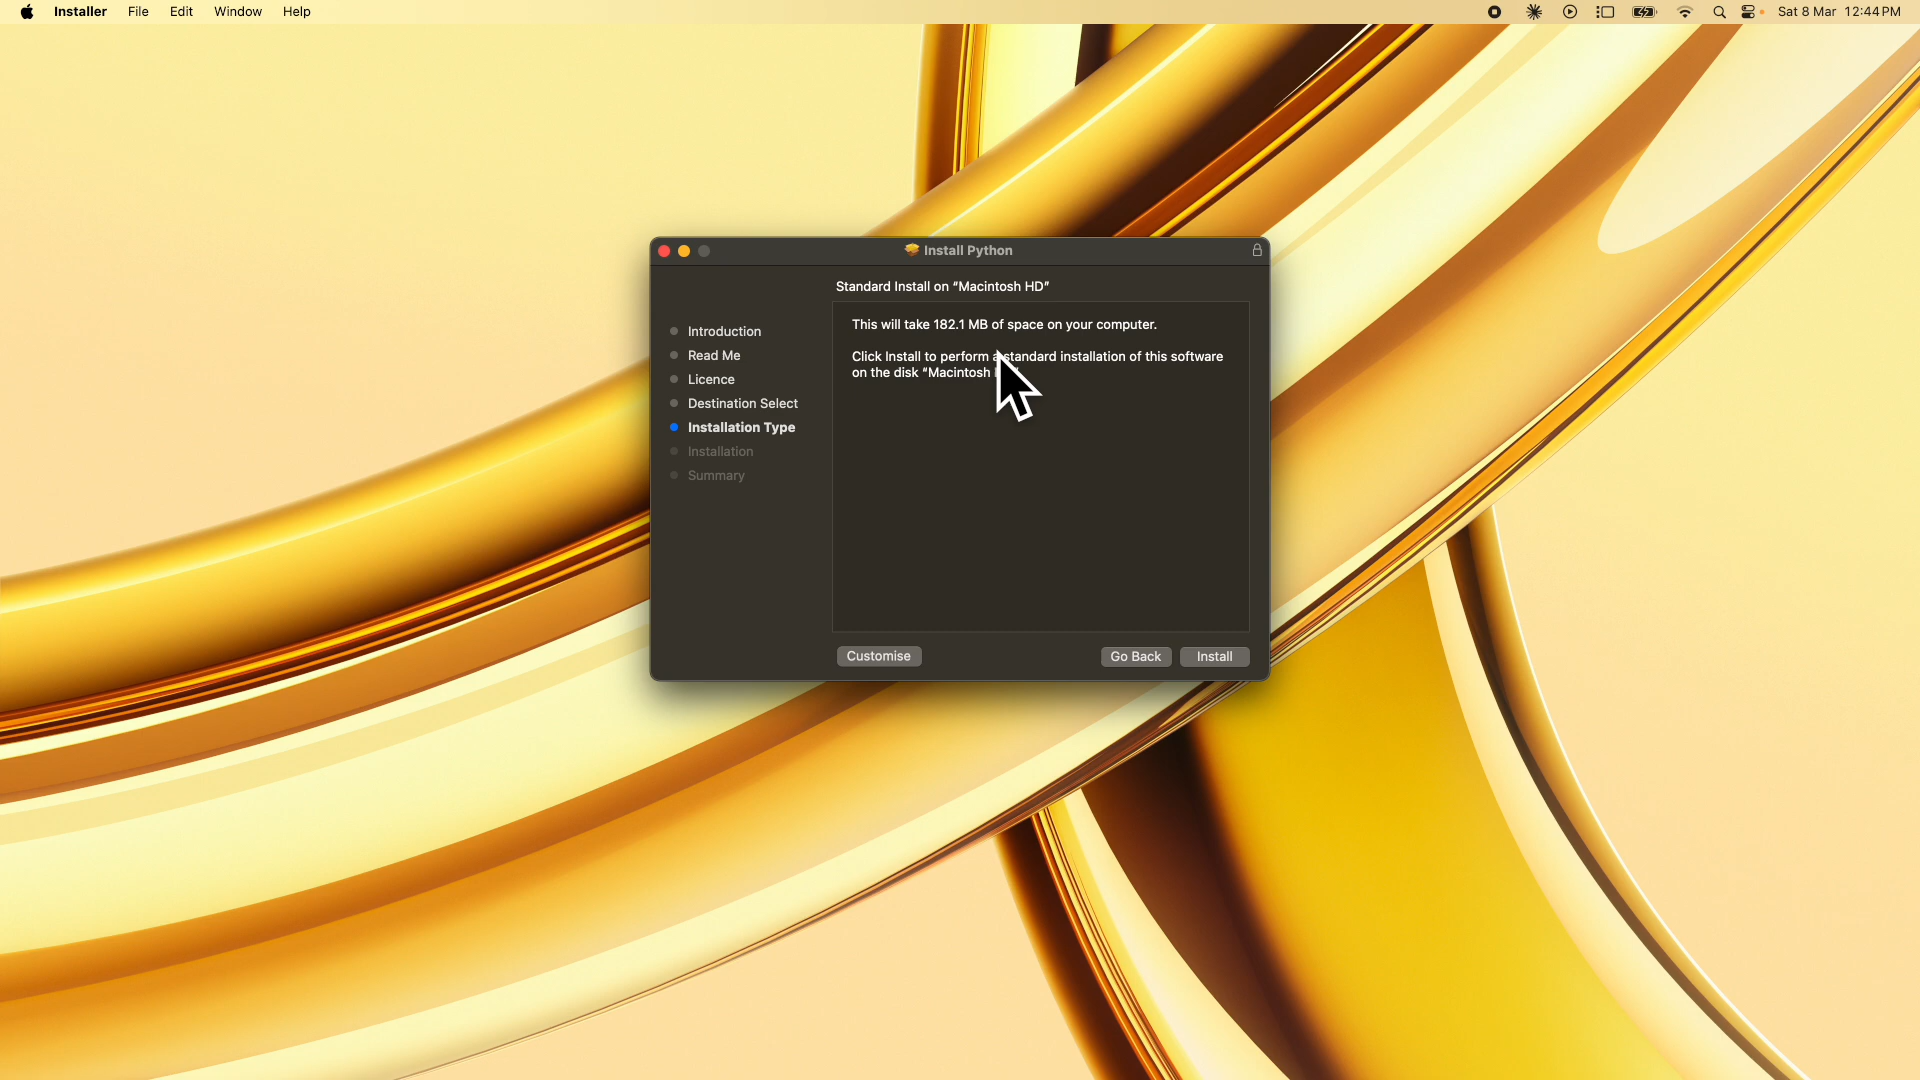 Installer File Edit Window Help Sat 8 Mar 12:44 PM
Install Python
Standard Install on “Macintosh HD”
Introduction
Read Me
Licence
Destination Select
Installation Type
Installation
Summary
This will take 182.1 MB of space on your computer.
Click Install to perform a standard installation of this software
on the disk “Macintosh
Customise Go Back Install